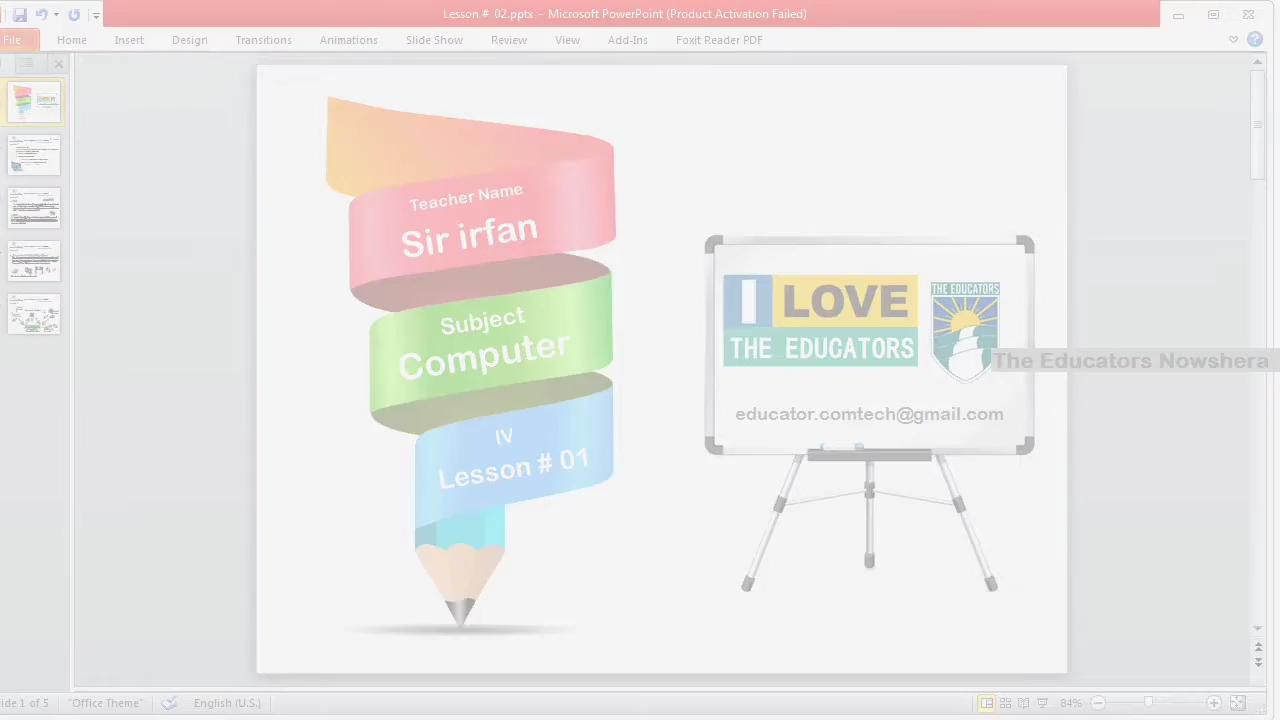 Lesson # 02.pptx - Microsoft PowerPoint (Product Activation Failed)
File Home Insert Design Transitions Animations Slide Show Review View Add-Ins Foxit Reader PDF
Teacher Name
Sir irfan
Subject
Computer
IV
Lesson # 01
I LOVE
THE EDUCATORS
THE EDUCATORS
The Educators Nowshera
educator.comtech@gmail.com
lide 1 of 5 "Office Theme" English (U.S.) 84%